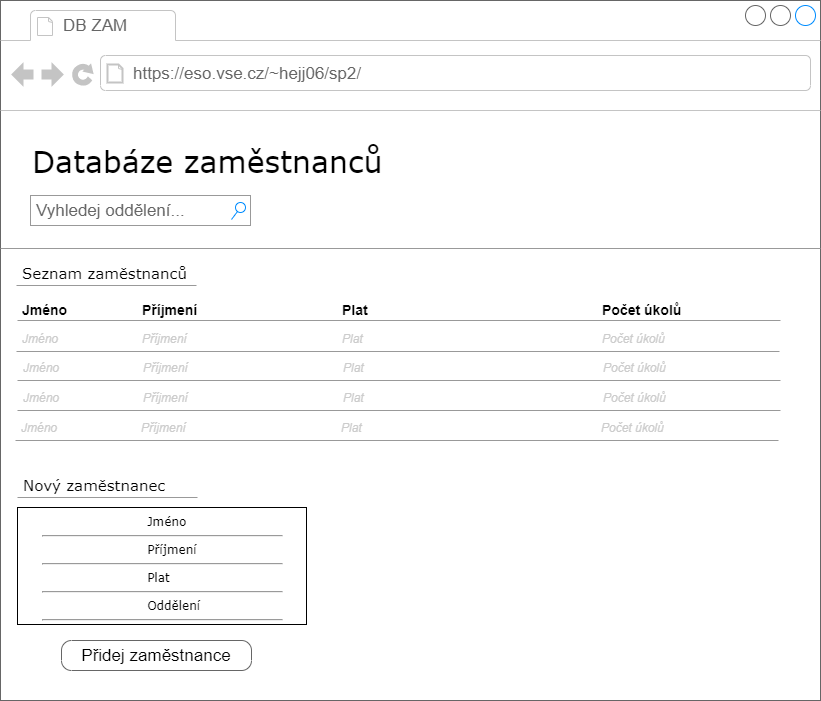 DB ZAM
https://eso.vse.cz/~hejj06/sp2/
Databáze zaměstnanců
Vyhledej oddělení...
Seznam zaměstnanců
Jméno Příjmení Plat Počet úkolů
Jméno Příjmení Plat Počet úkolů
Jméno Příjmení Plat Počet úkolů
Jméno Příjmení Plat Počet úkolů
Jméno Příjmení Plat Počet úkolů
Nový zaměstnanec
Jméno
Příjmení
Plat
Oddělení
Přidej zaměstnance